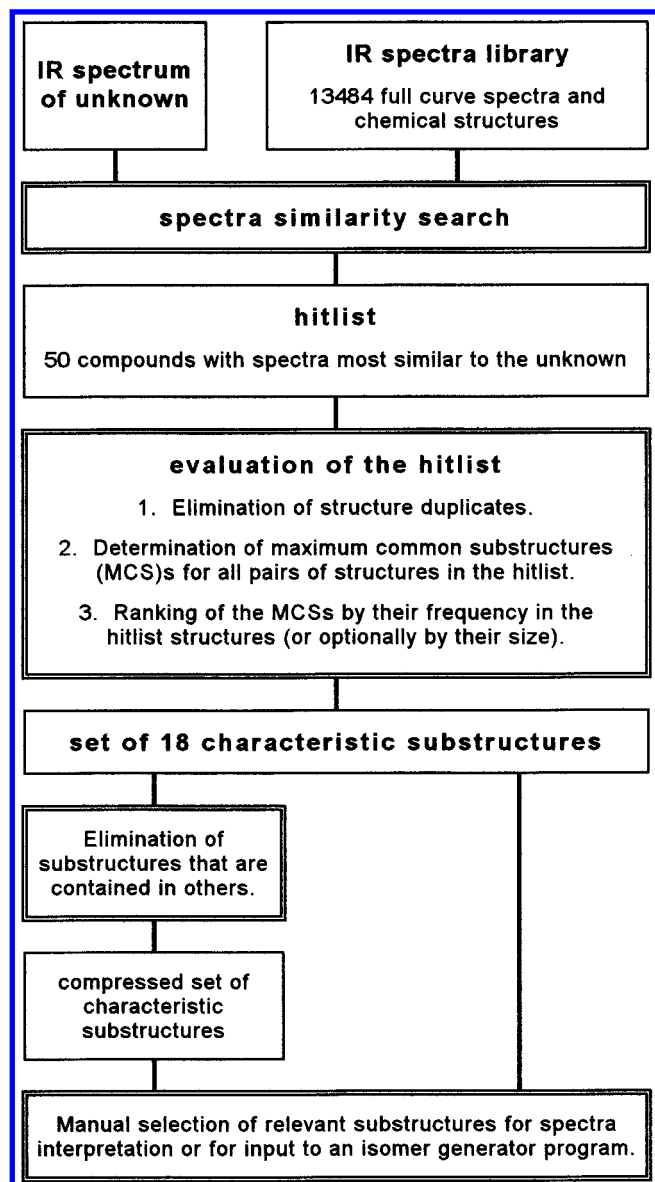 IR spectrum
of unknown
IR spectra library
13484 full curve spectra and
chemical structures
spectra similarity search
hitlist
50 compounds with spectra most similar to the unknown
evaluation of the hitlist
1. Elimination of structure duplicates.
2. Determination of maximum common substructures
(MCS)s for all pairs of structures in the hitlist.
3. Ranking of the MCSs by their frequency in the
hitlist structures (or optionally by their size).
set of 18 characteristic substructures
Elimination of
substructures that are
contained in others.
compressed set of
characteristic
substructures
Manual selection of relevant substructures for spectra
interpretation or for input to an isomer generator program.